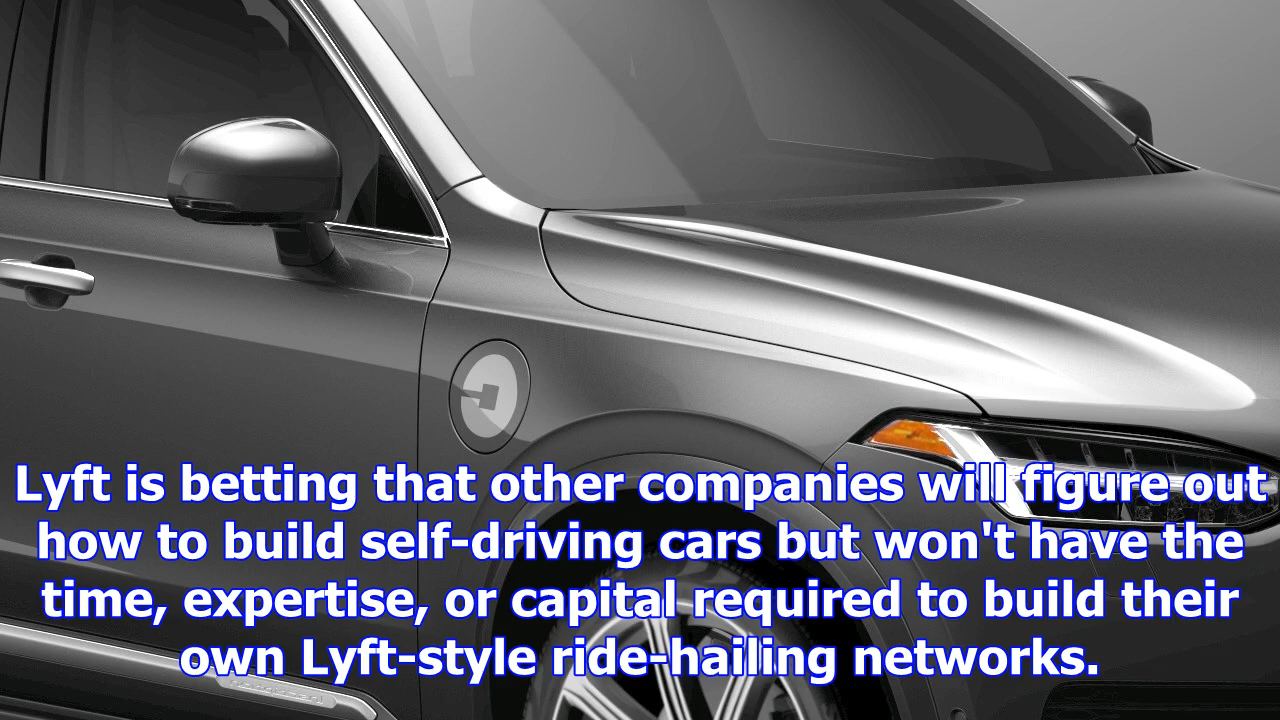 Lyft is betting that other companies will figure out
how to build self-driving cars but won't have the
time, expertise, or capital required to build their
own Lyft-style ride-hailing networks.